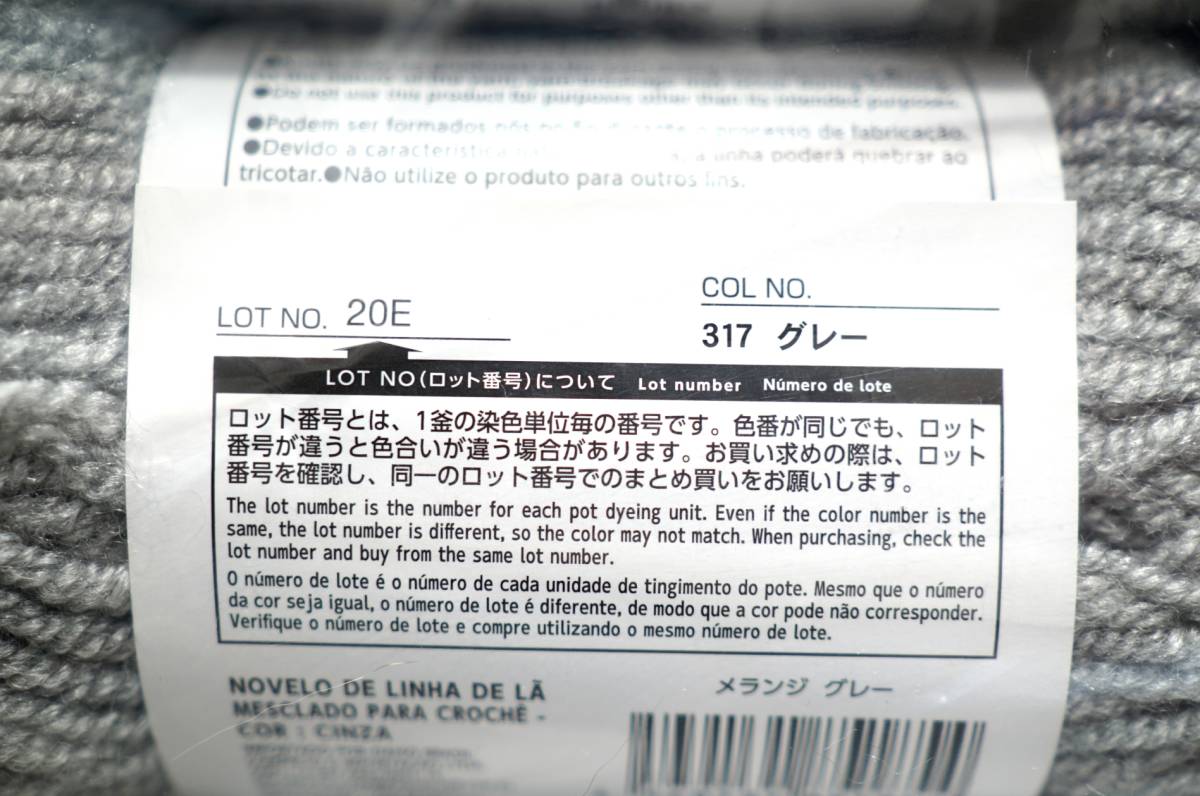 ●Do not use this product for purposes other than its intended purposes.
●Podem ser formados nós no fio durante o processo de fabricação.
●Devido a característica a linha poderá quebrar ao
tricotar.●Não utilize o produto para outros fins.
LOT NO. 20E
COL NO.
317 グレー
LOT NO(ロット番号)について Lot number Número de lote
ロット番号とは、1釜の染色単位毎の番号です。色番が同じでも、ロット
番号が違うと色合いが違う場合があります。お買い求めの際は、ロット
番号を確認し、同一のロット番号でのまとめ買いをお願いします。
The lot number is the number for each pot dyeing unit. Even if the color number is the
same, the lot number is different, so the color may not match. When purchasing, check the
lot number and buy from the same lot number.
O número de lote é o número de cada unidade de tingimento do pote. Mesmo que o número
da cor seja igual, o número de lote é diferente, de modo que a cor pode não corresponder.
Verifique o número de lote e compre utilizando o mesmo número de lote.
NOVELO DE LINHA DE LÃ
MESCLADO PARA CROCHÊ -
COR : CINZA
メランジ グレー